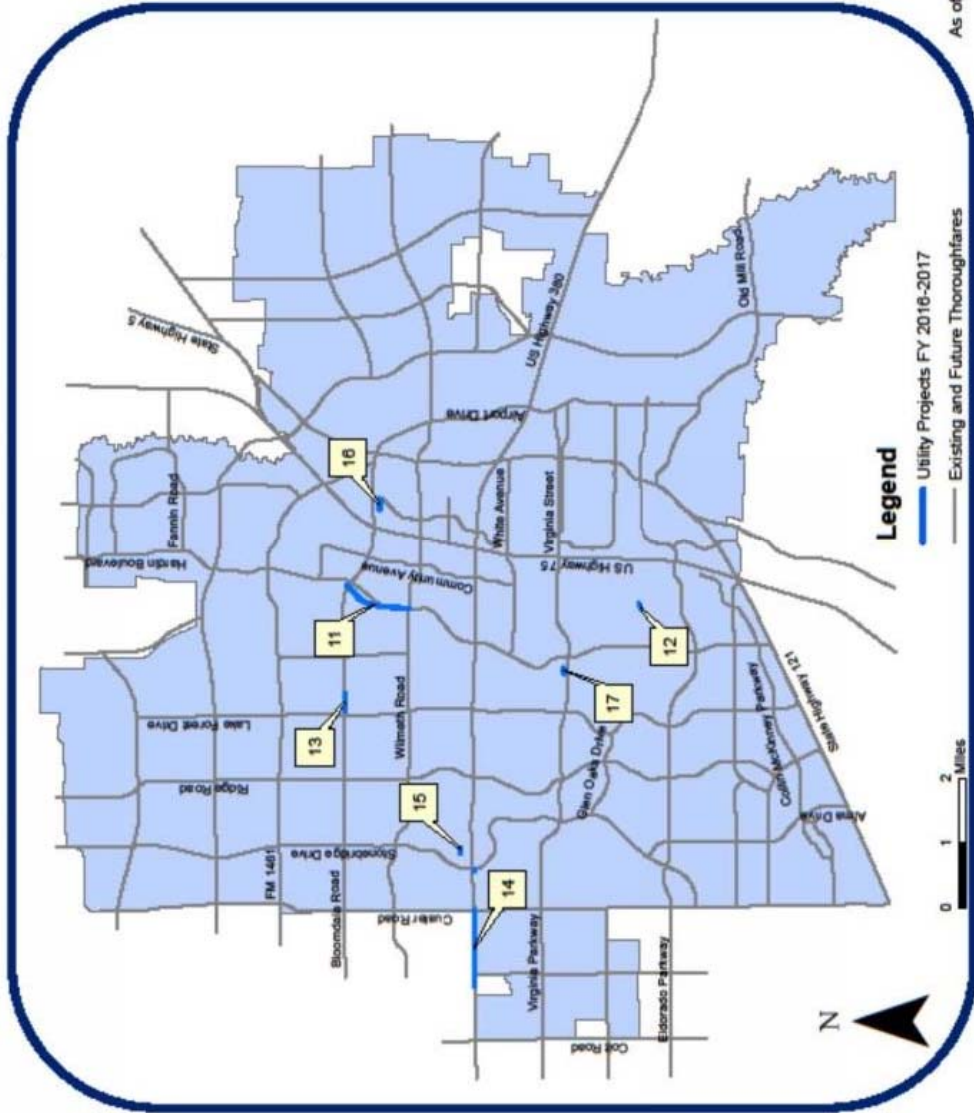 As of
State Highway 5
Fannin Road
Hardin Boulevard
16
Airport Drive
US Highway 380
Old Mill Road
Community Avenue
11
White Avenue
Virginia Street
US Highway 75
Lake Forest Drive
13
Wilmeth Road
12
17
Ridge Road
15
Glen Oaks Drive
Collin McKinney Parkway
State Highway 121
Stonebridge Drive
Alma Drive
FM 1461
Bloomdale Road
Custer Road
14
Virginia Parkway
Eldorado Parkway
Coit Road
N
0 1 2
Miles
Legend
Utility Projects FY 2016-2017
Existing and Future Thoroughfares